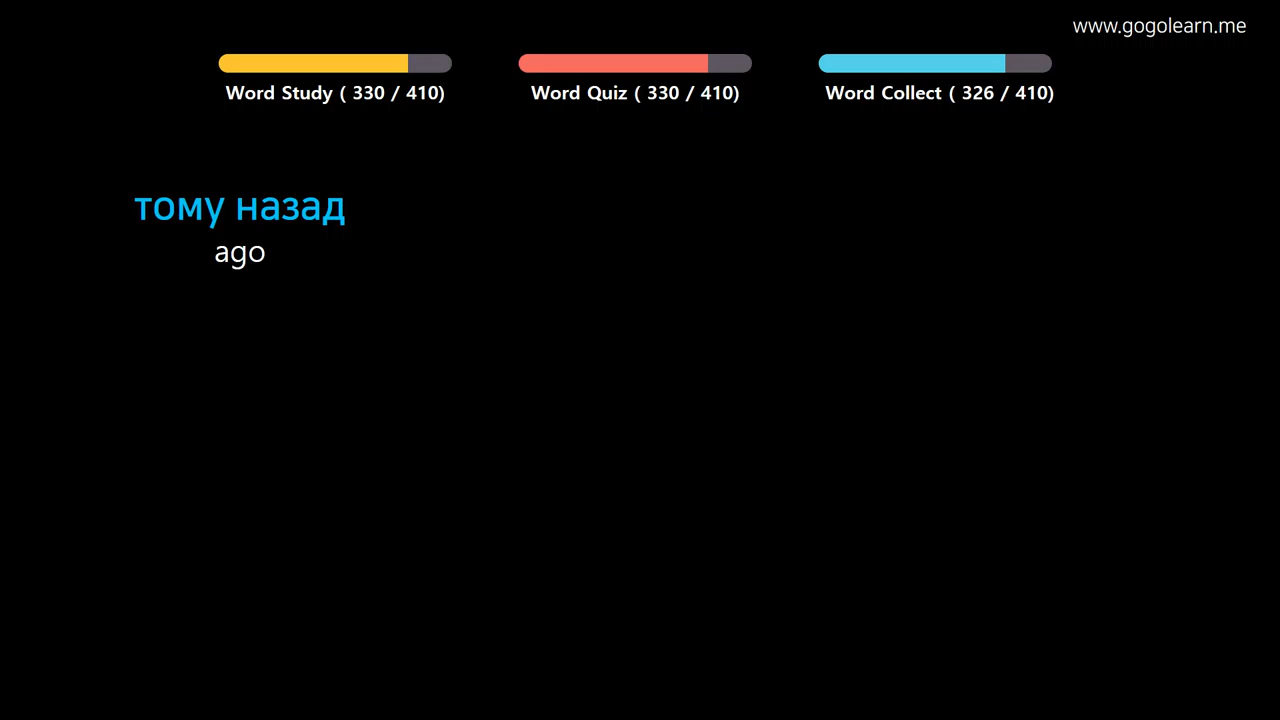 www.gogolearn.me
Word Study ( 330 / 410)
Word Quiz ( 330 / 410)
Word Collect ( 326 / 410)
тому назад
ago